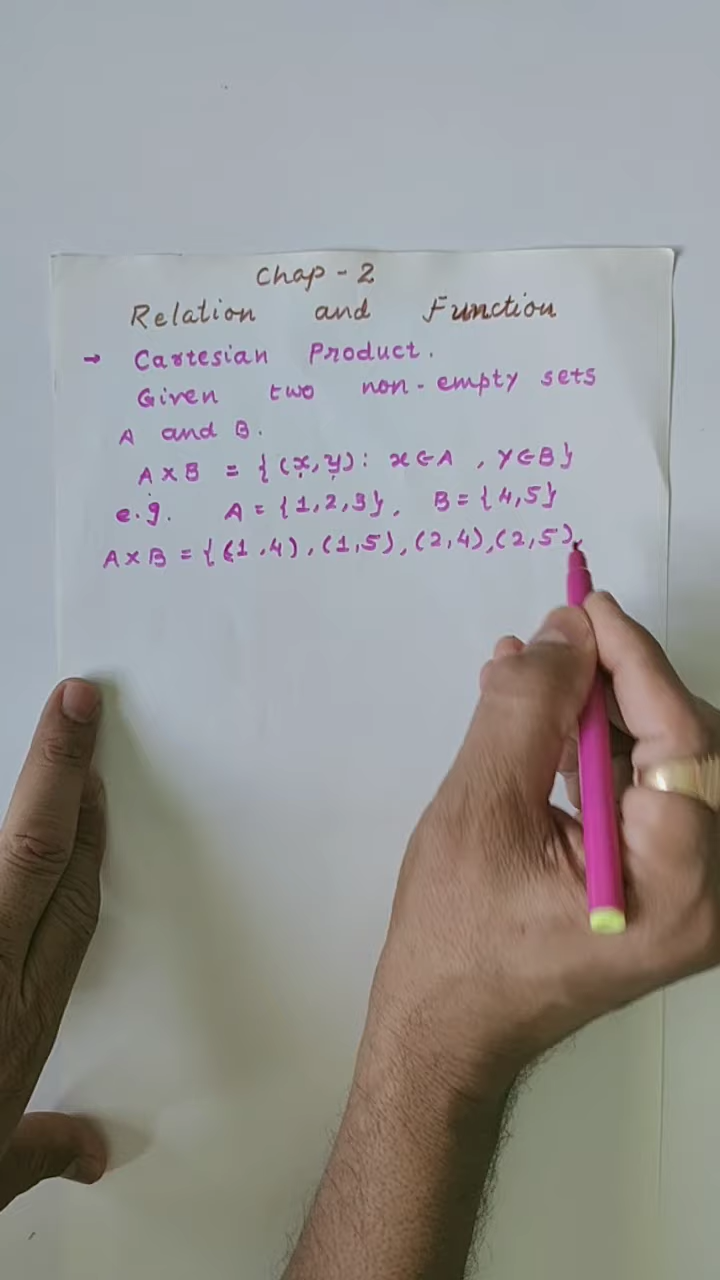 Chap - 2
Relation and Function
→ Cartesian Product.
Given two non-empty sets
A and B.
A × B = {(x,y): x∈A , y∈B}
e.g. A = {1,2,3}, B = {4,5}
A × B = {(1,4), (1,5), (2,4), (2,5),